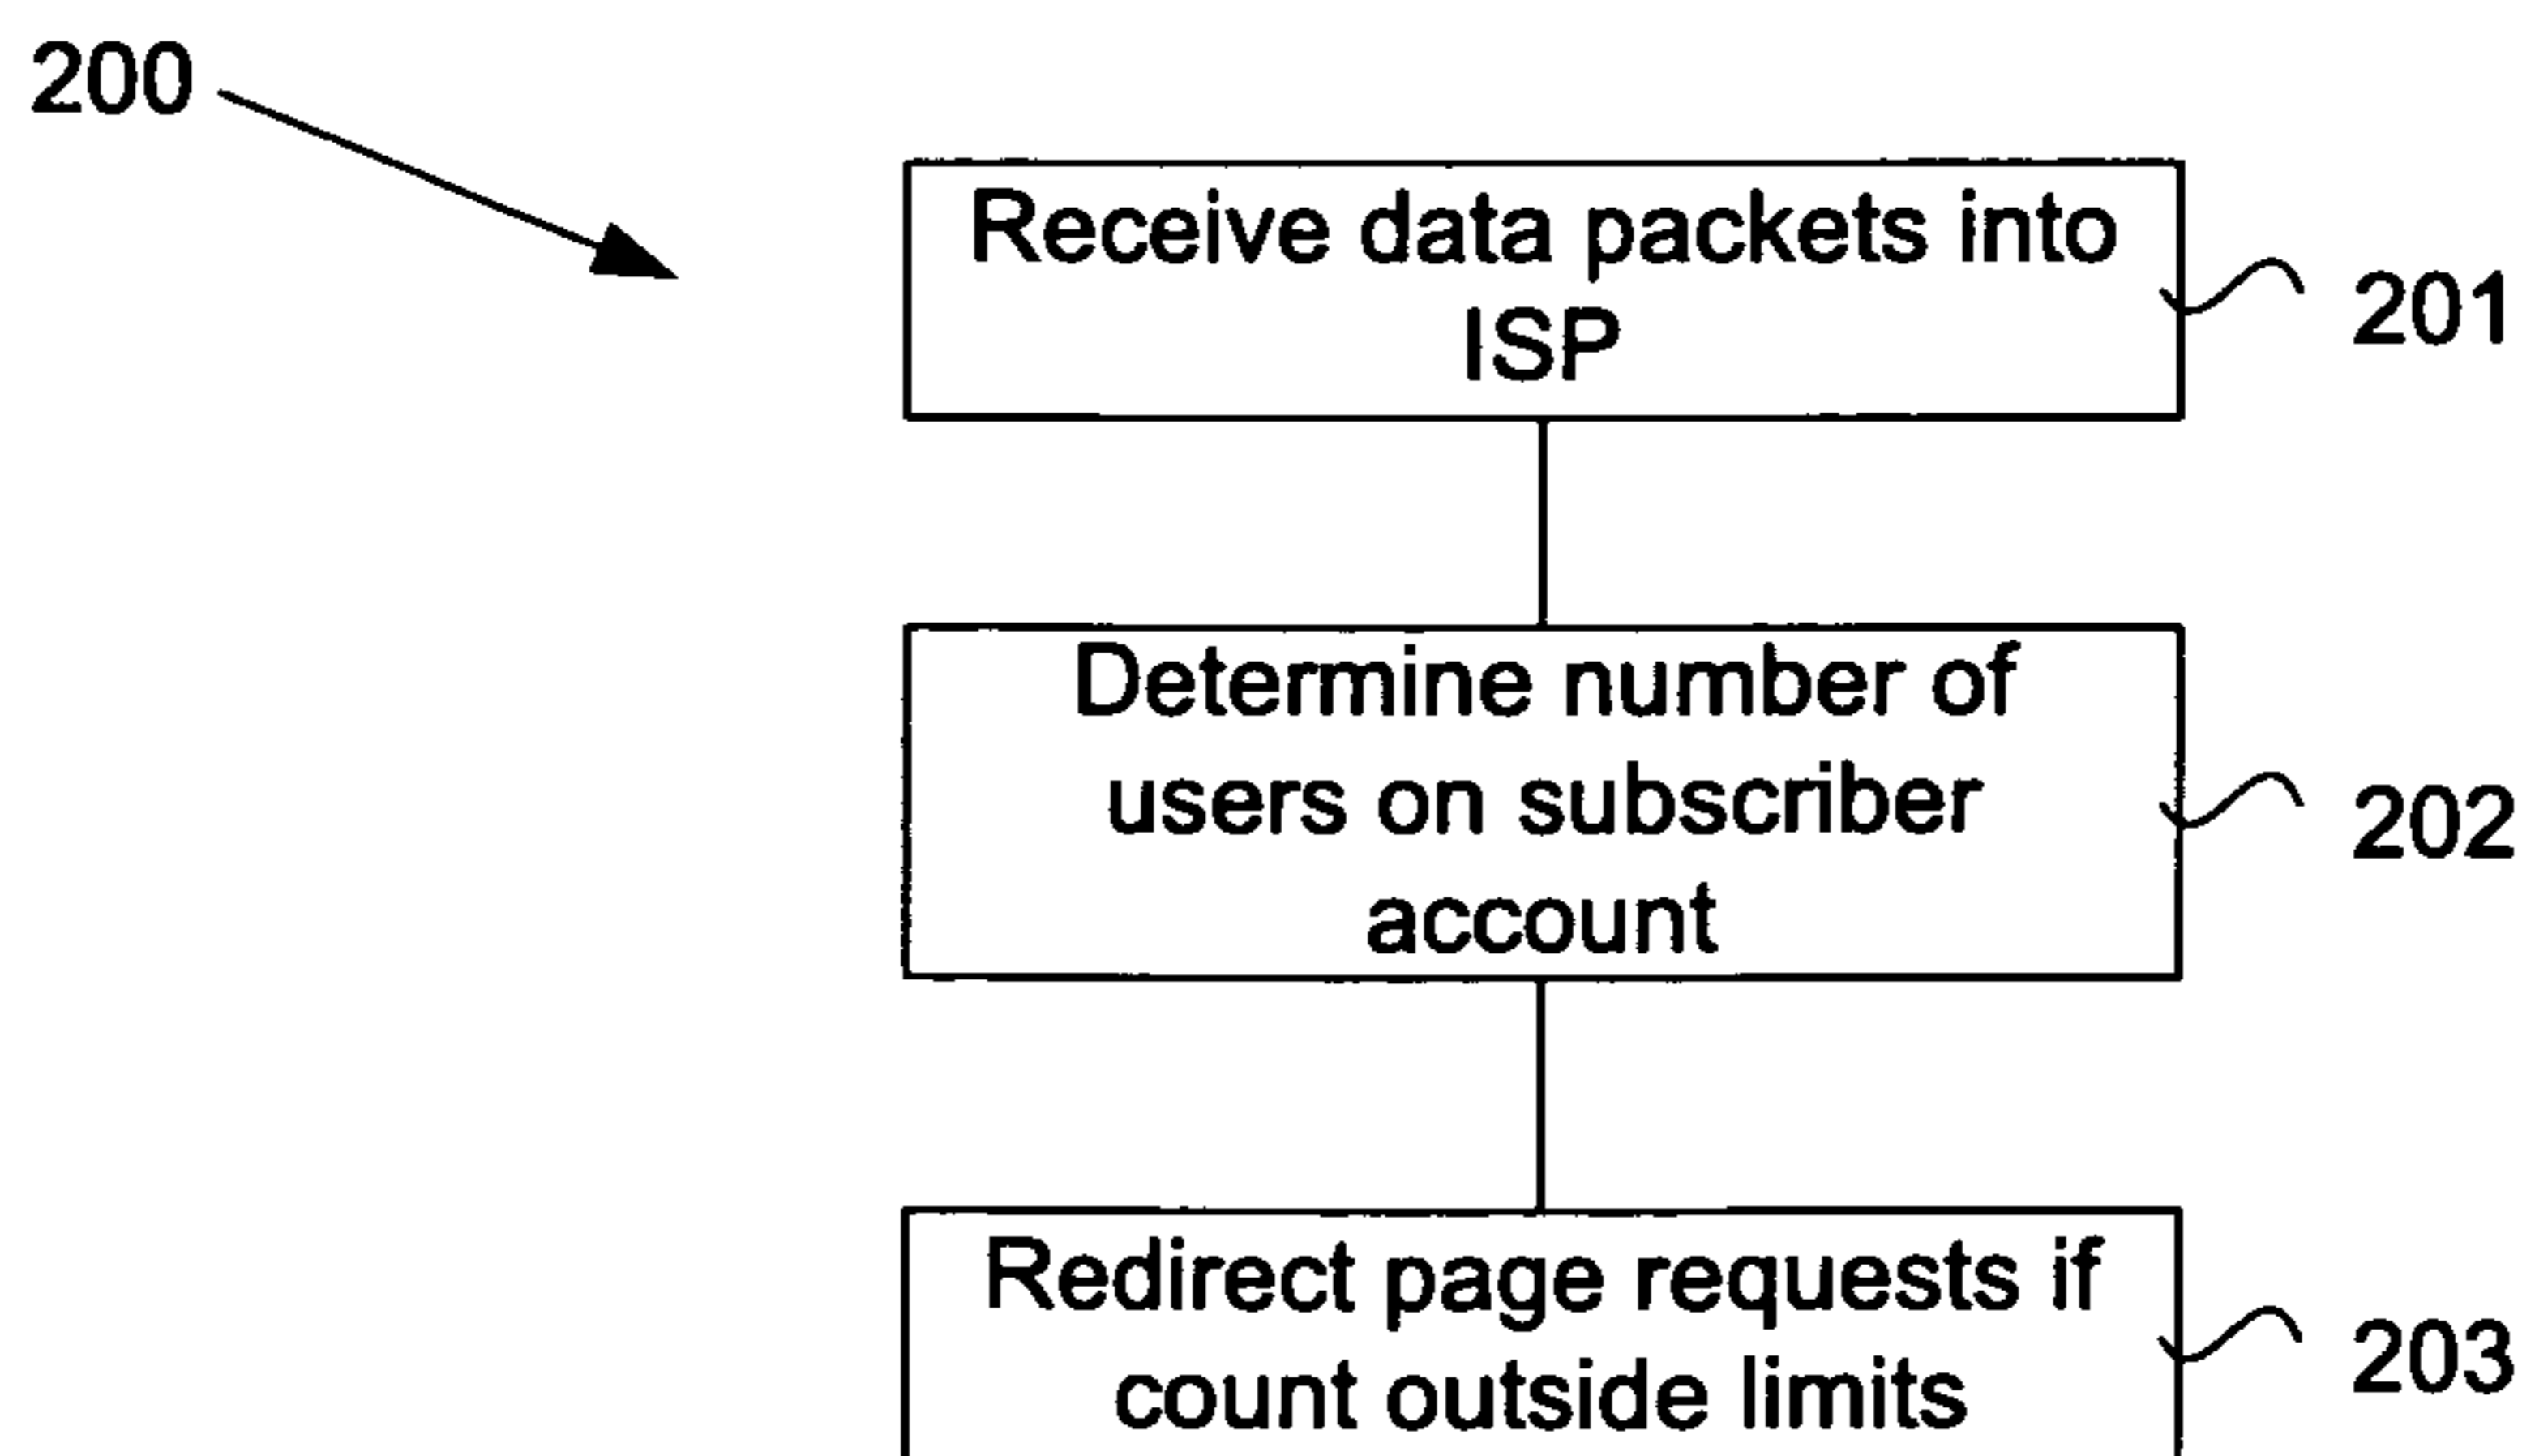 200
Receive data packets into
ISP
201
Determine number of
users on subscriber
account
202
Redirect page requests if
count outside limits
203